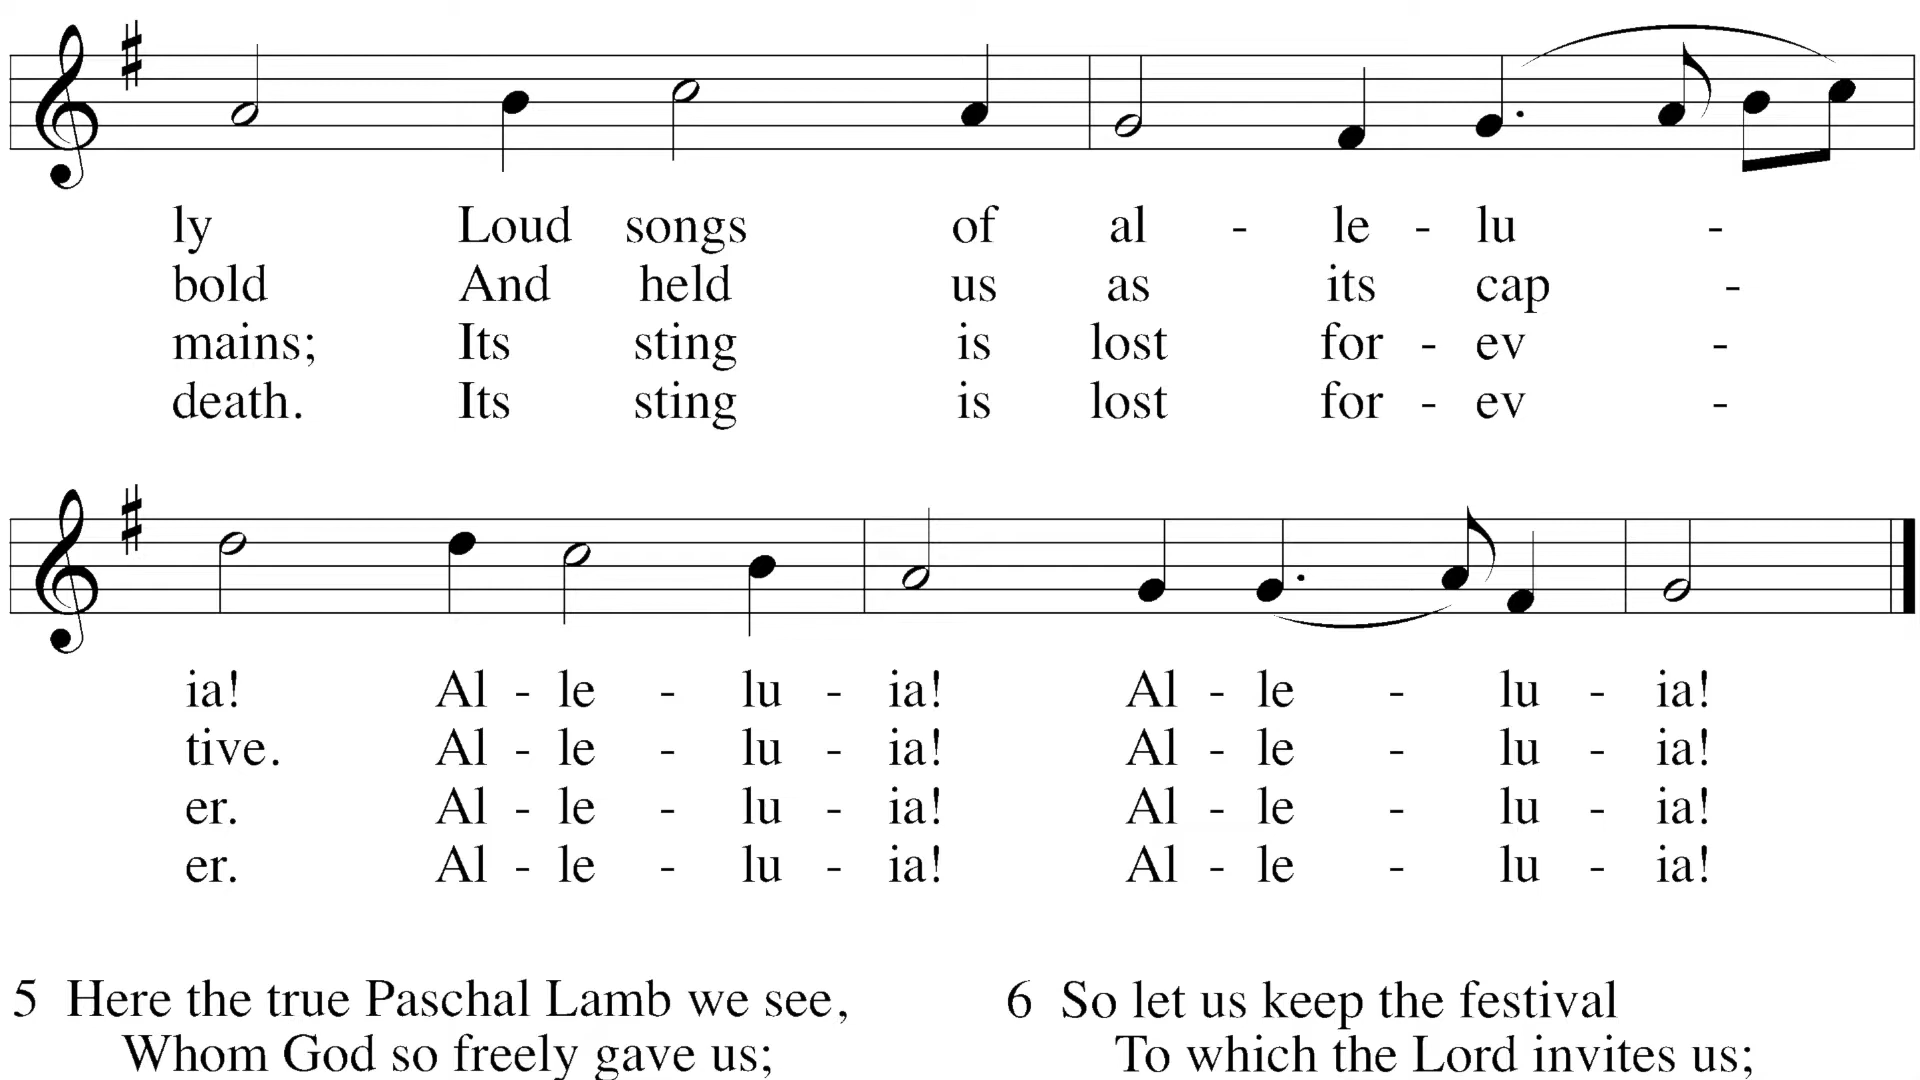 ly Loud songs of al - le - lu -
bold And held us as its cap -
mains; Its sting is lost for - ev -
death. Its sting is lost for - ev -
ia! Al - le - lu - ia! Al - le - lu - ia!
tive. Al - le - lu - ia! Al - le - lu - ia!
er. Al - le - lu - ia! Al - le - lu - ia!
er. Al - le - lu - ia! Al - le - lu - ia!
5 Here the true Paschal Lamb we see,
Whom God so freely gave us;
6 So let us keep the festival
To which the Lord invites us;